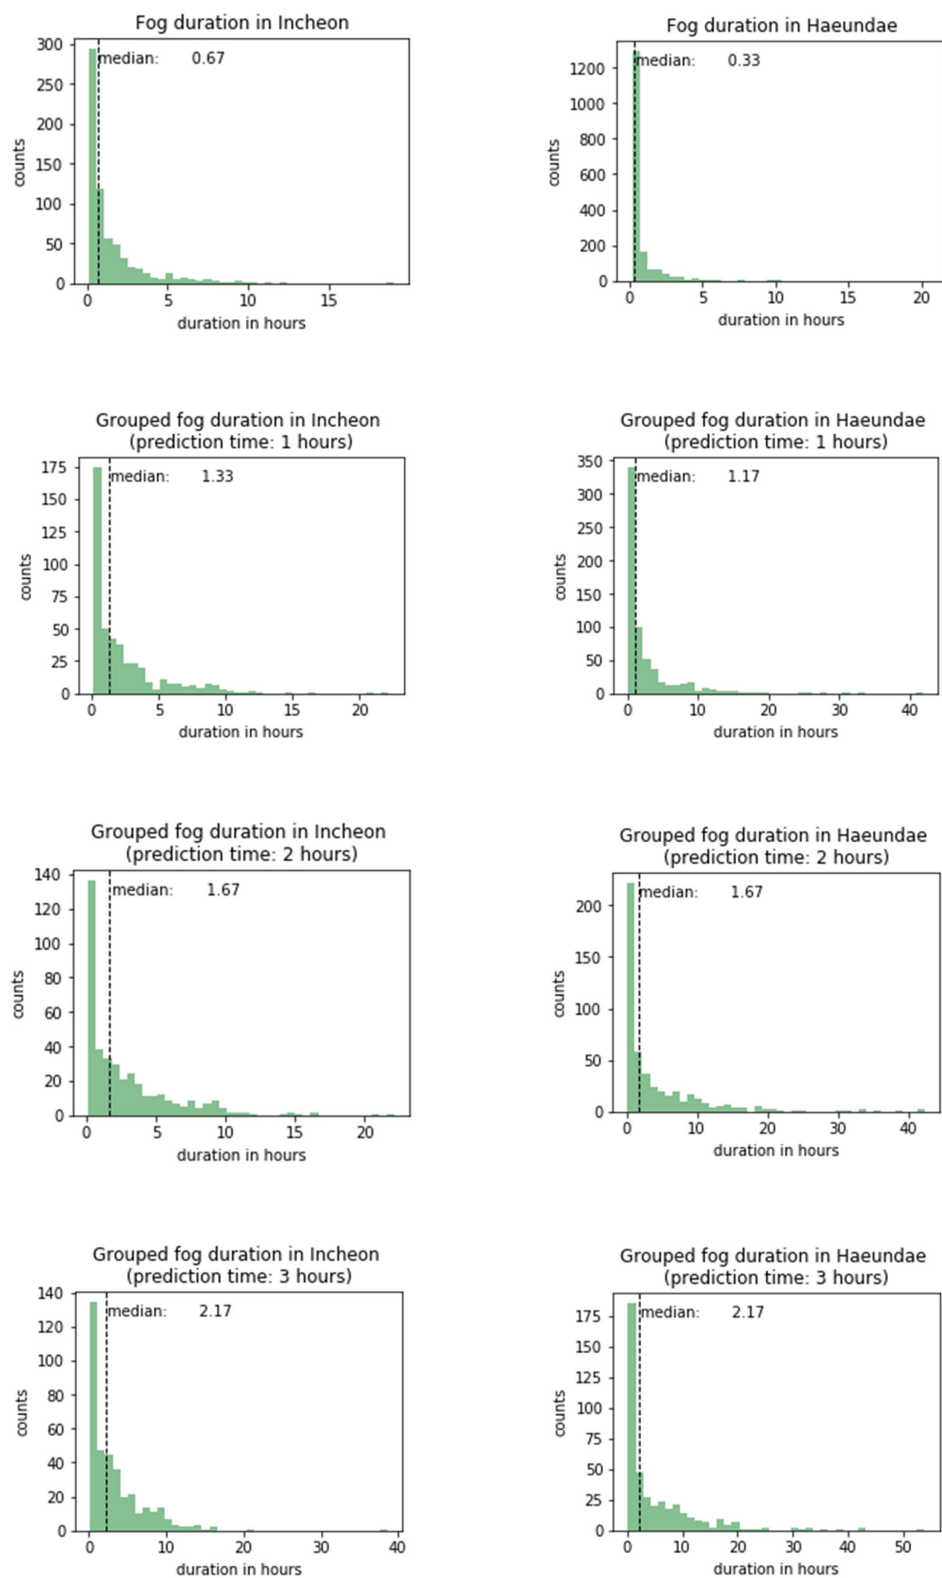 Fog duration in Incheon
median: 0.67
counts
300
250
200
150
100
50
0
0 5 10 15
duration in hours
Fog duration in Haeundae
median: 0.33
counts
1200
1000
800
600
400
200
0
0 5 10 15 20
duration in hours
Grouped fog duration in Incheon
(prediction time: 1 hours)
median: 1.33
counts
175
150
125
100
75
50
25
0
0 5 10 15 20
duration in hours
Grouped fog duration in Haeundae
(prediction time: 1 hours)
median: 1.17
counts
350
300
250
200
150
100
50
0
0 10 20 30 40
duration in hours
Grouped fog duration in Incheon
(prediction time: 2 hours)
median: 1.67
counts
140
120
100
80
60
40
20
0
0 5 10 15 20
duration in hours
Grouped fog duration in Haeundae
(prediction time: 2 hours)
median: 1.67
counts
200
150
100
50
0
0 10 20 30 40
duration in hours
Grouped fog duration in Incheon
(prediction time: 3 hours)
median: 2.17
counts
140
120
100
80
60
40
20
0
0 10 20 30 40
duration in hours
Grouped fog duration in Haeundae
(prediction time: 3 hours)
median: 2.17
counts
175
150
125
100
75
50
25
0
0 10 20 30 40 50
duration in hours